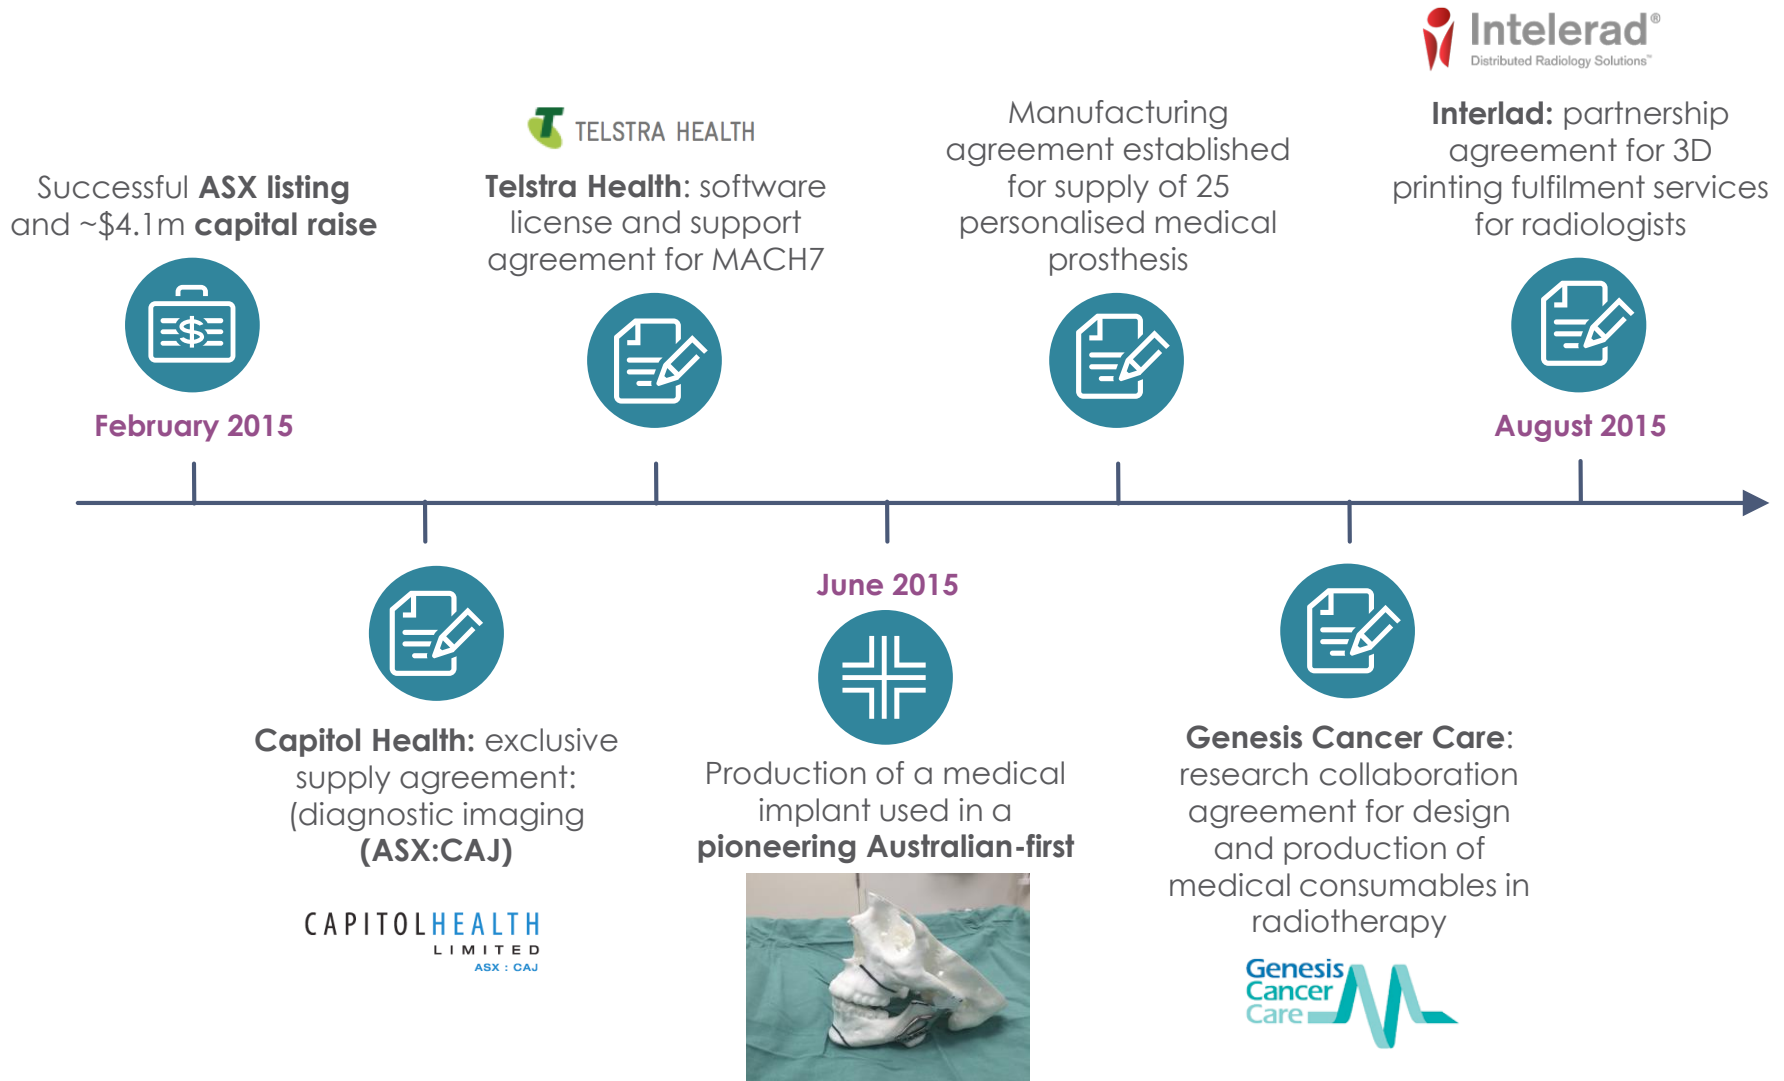 Successful ASX listing
and ~$4.1m capital raise
February 2015
CAPITOLHEALTH
LIMITED
ASX : CAJ
Capitol Health: exclusive
supply agreement:
(diagnostic imaging
(ASX:CAJ)
TELSTRA HEALTH
Telstra Health: software
license and support
agreement for MACH7
June 2015
Production of a medical
implant used in a
pioneering Australian-first
Manufacturing
agreement established
for supply of 25
personalised medical
prosthesis
Genesis Cancer Care:
research collaboration
agreement for design
and production of
medical consumables in
radiotherapy
Genesis
Cancer
Care
Intelerad®
Distributed Radiology Solutions™
Interlad: partnership
agreement for 3D
printing fulfilment services
for radiologists
August 2015